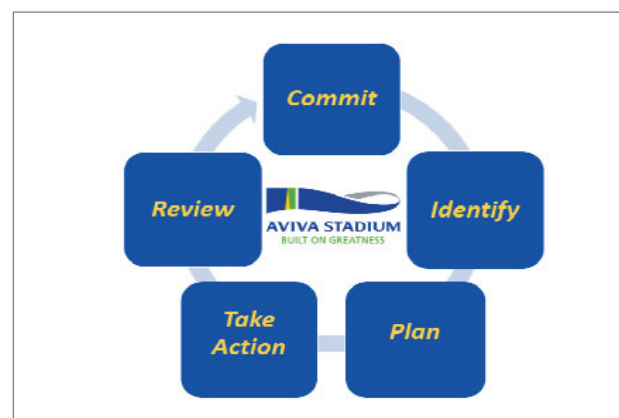 Commit
Identify
Plan
Take
Action
Review
AVIVA STADIUM
BUILT ON GREATNESS